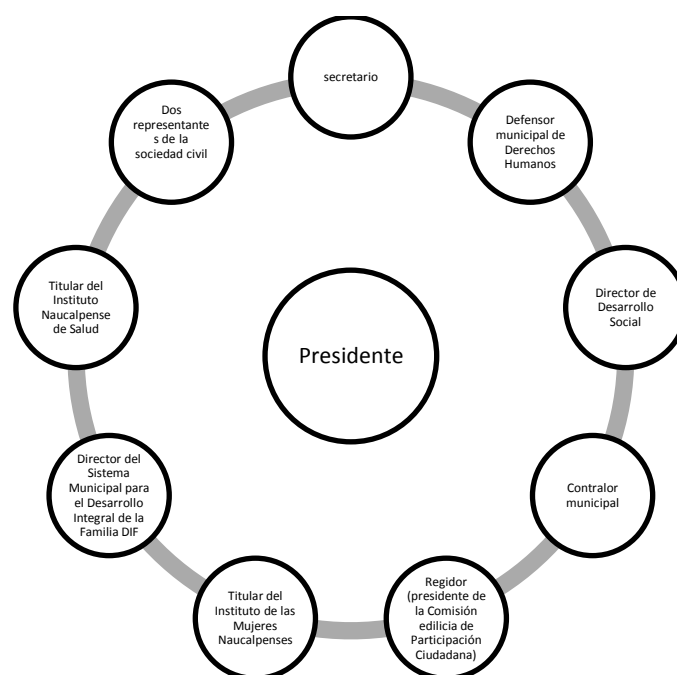 secretario
Defensor
municipal de
Derechos
Humanos
Director de
Desarrollo
Social
Contralor
municipal
Regidor
(presidente de
la Comisión
edilicia de
Participación
Ciudadana)
Titular del
Instituto de las
Mujeres
Naucalpenses
Director del
Sistema
Municipal para
el Desarrollo
Integral de la
Familia DIF
Titular del
Instituto
Naucalpense
de Salud
Dos
representante
s de la
sociedad civil
Presidente